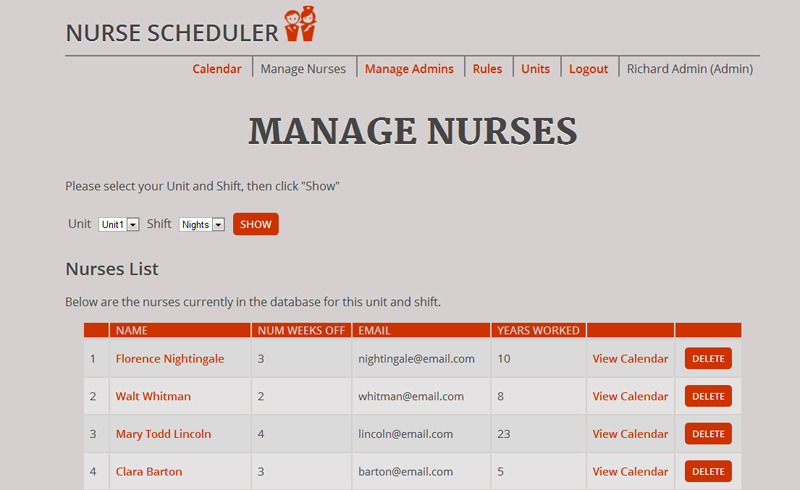 NURSE SCHEDULER
Calendar Manage Nurses Manage Admins Rules Units Logout Richard Admin (Admin)
MANAGE NURSES
Please select your Unit and Shift, then click "Show"
Unit Unit1 Shift Nights SHOW
Nurses List
Below are the nurses currently in the database for this unit and shift.
NAME NUM WEEKS OFF EMAIL YEARS WORKED
1 Florence Nightingale 3 nightingale@email.com 10 View Calendar DELETE
2 Walt Whitman 2 whitman@email.com 8 View Calendar DELETE
3 Mary Todd Lincoln 4 lincoln@email.com 23 View Calendar DELETE
4 Clara Barton 3 barton@email.com 5 View Calendar DELETE